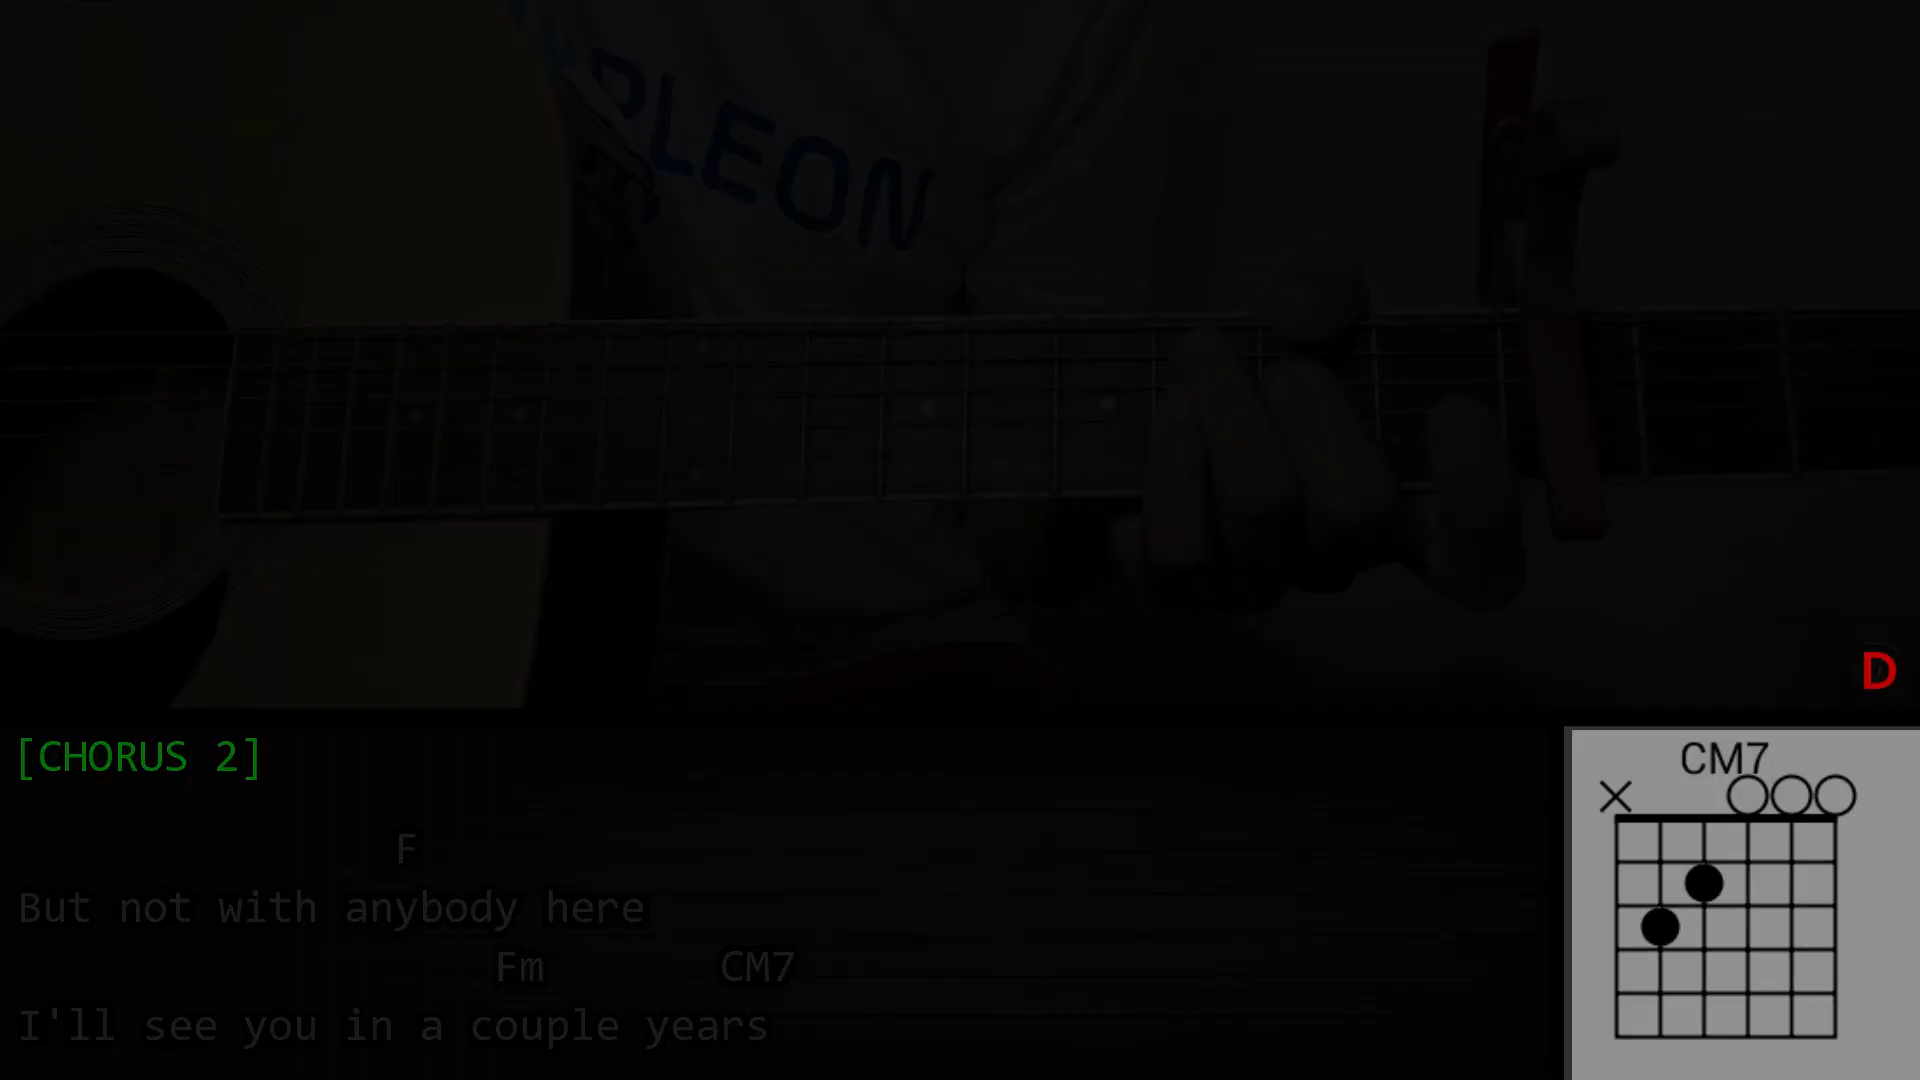 PLEON
D
[CHORUS 2]
CM7
F
But not with anybody here
Fm CM7
I'll see you in a couple years